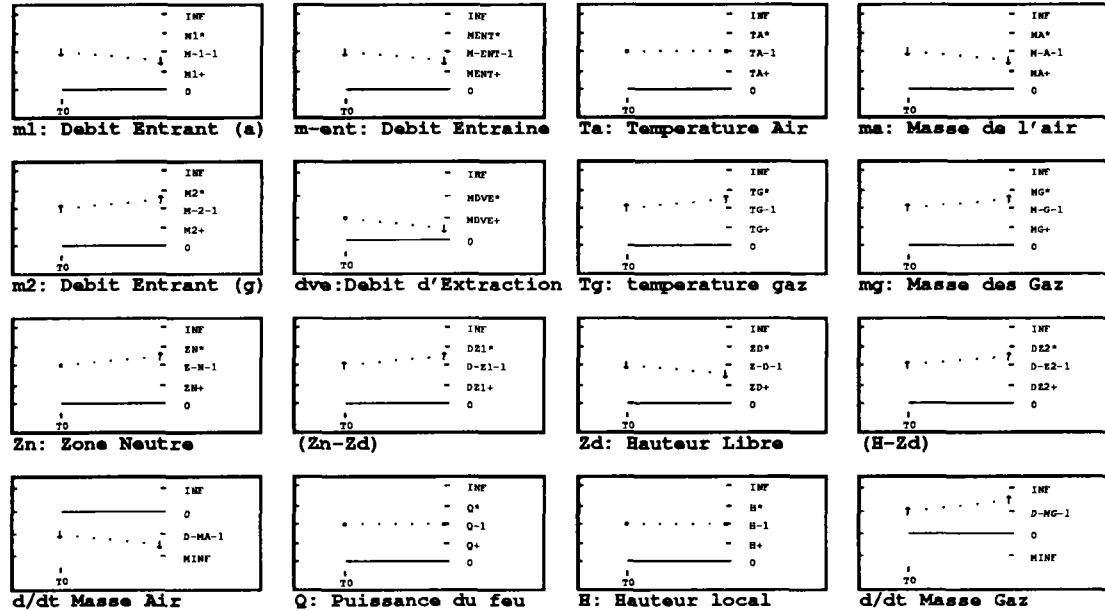 INF INF INF INF
M1* MENT* TA* MA*
M-1-1 M-ENT-1 TA-1 M-A-1
M1+ MENT+ TA+ MA+
0 0 0 0
T0 T0 T0 T0
m1: Debit Entrant (a) m-ent: Debit Entraine Ta: Temperature Air ma: Masse de l'air
INF INF INF INF
M2* MDVE* TG* MG*
M-2-1 MDVE+ TG-1 M-G-1
M2+ TG+ MG+
0 0 0 0
T0 T0 T0 T0
m2: Debit Entrant (g) dve:Debit d'Extraction Tg: temperature gaz mg: Masse des Gaz
INF INF INF INF
ZN* DZ1* ZD* DZ2*
Z-N-1 D-Z1-1 Z-D-1 D-Z2-1
ZN+ DZ1+ ZD+ DZ2+
0 0 0 0
T0 T0 T0 T0
Zn: Zone Neutre (Zn-Zd) Zd: Hauteur Libre (H-Zd)
INF INF INF INF
0 Q* H* D-MG-1
D-MA-1 Q-1 H-1 0
MINF Q+ H+ MINF
0 0
T0 T0 T0 T0
d/dt Masse Air Q: Puissance du feu H: Hauteur local d/dt Masse Gaz